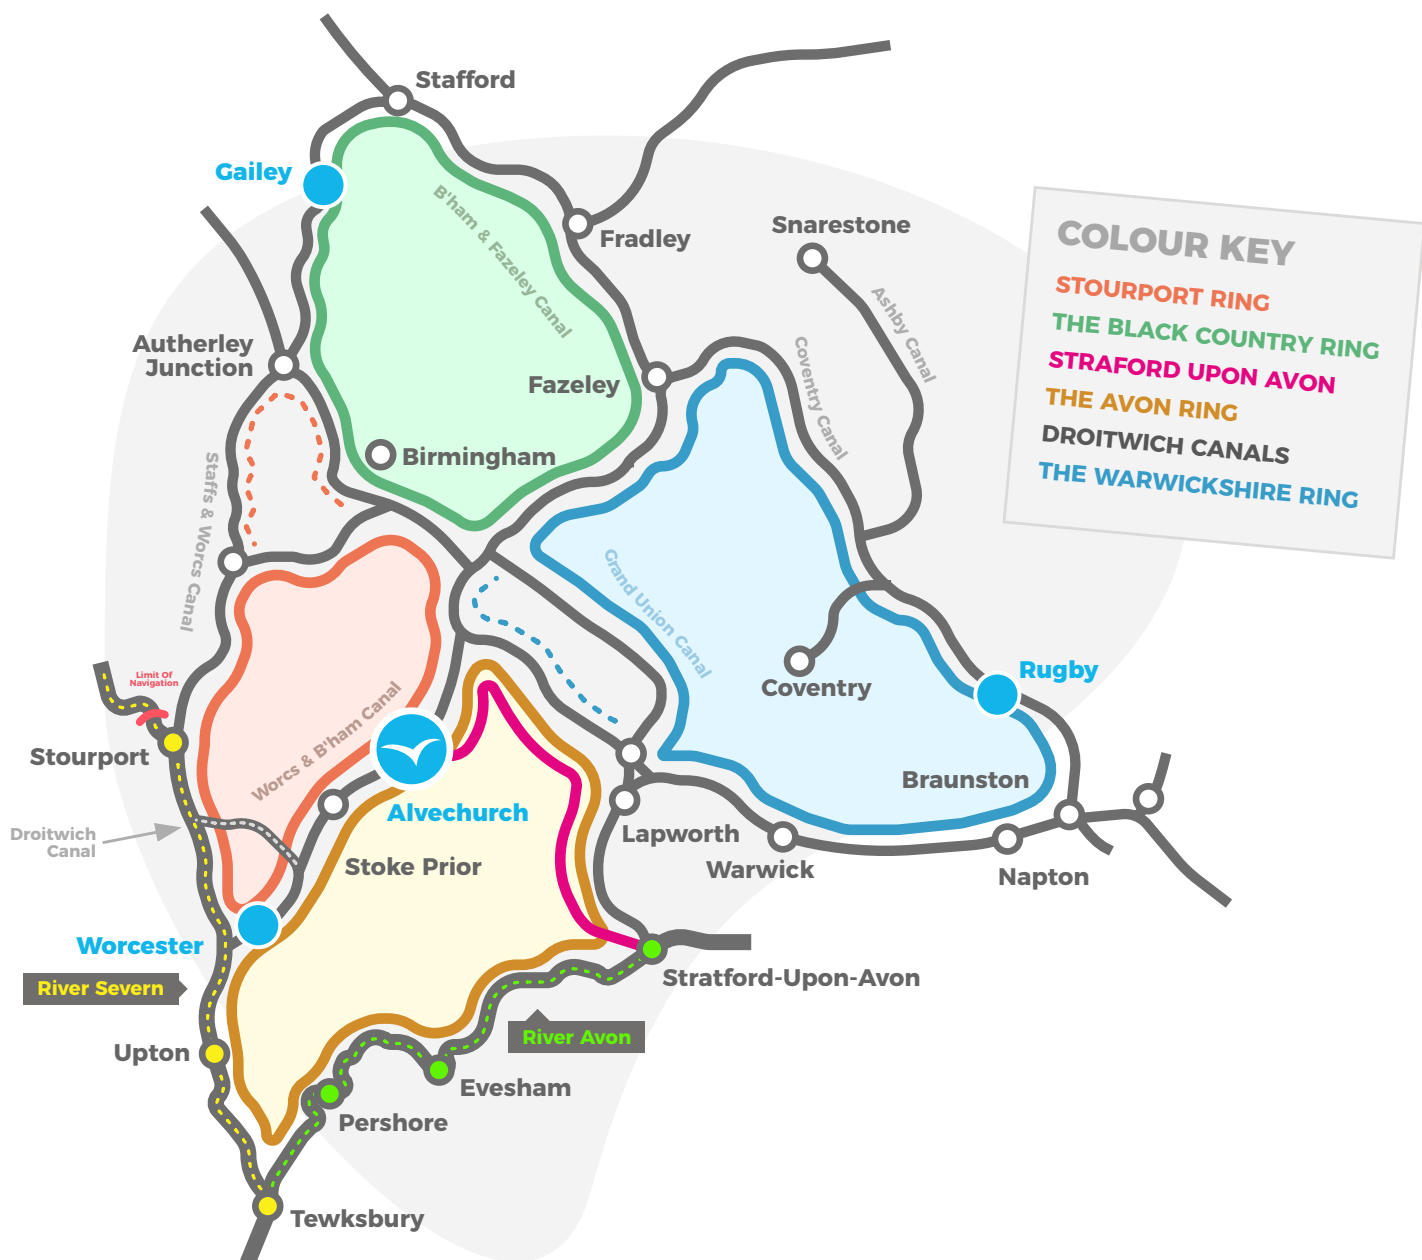 Stafford
Gailey
B'ham & Fazeley Canal
Fradley
Snarestone
COLOUR KEY
STOURPORT RING
THE BLACK COUNTRY RING
STRAFORD UPON AVON
THE AVON RING
DROITWICH CANALS
THE WARWICKSHIRE RING
Ashby Canal
Coventry Canal
Autherley
Junction
Fazeley
Birmingham
Staffs & Worcs Canal
Grand Union Canal
Limit Of
Navigation
Rugby
Coventry
Worcs & B'ham Canal
Stourport
Braunston
Alvechurch
Droitwich
Canal
Lapworth
Stoke Prior
Warwick
Napton
Worcester
River Severn
Stratford-Upon-Avon
River Avon
Upton
Evesham
Pershore
Tewksbury